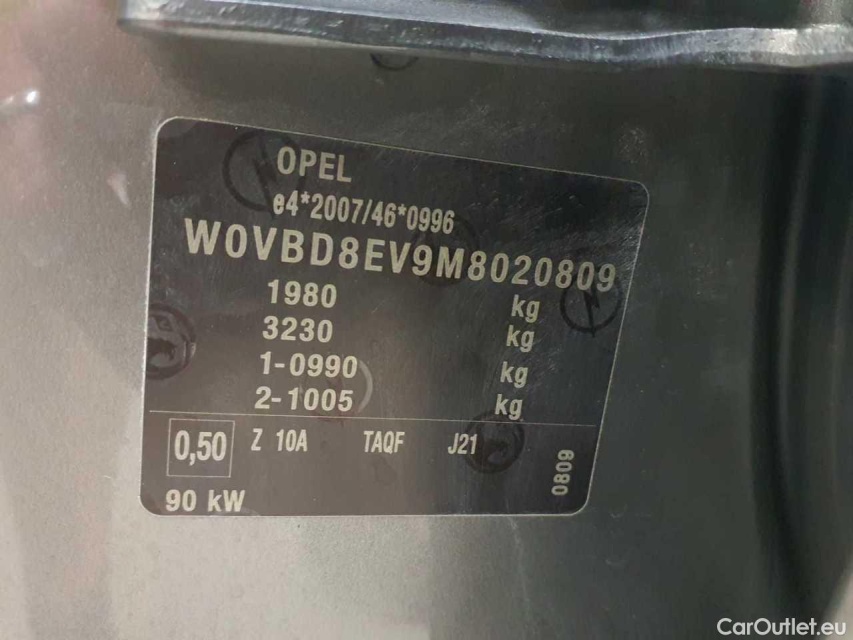 OPEL
e4*2007/46*0996
W0VBD8EV9M8020809
1980 kg
3230 kg
1-0990 kg
2-1005 kg
0,50 Z 10A TAQF J21
90 kW
0809
CarOutlet.eu